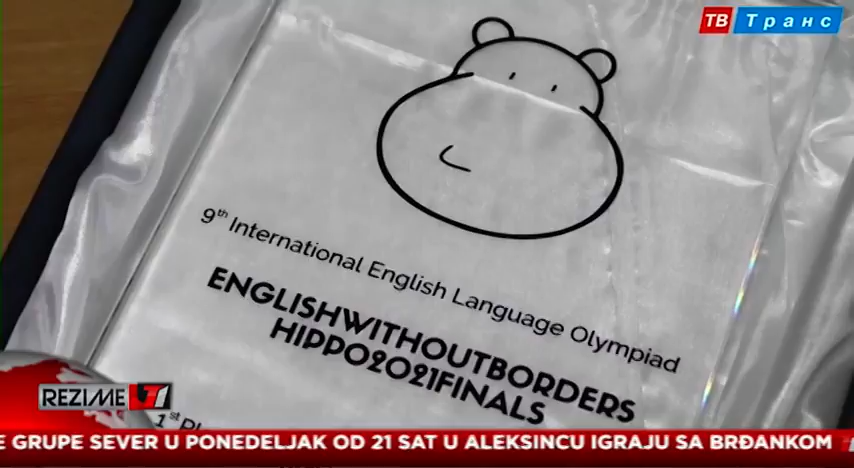 ТВ Транс
9th International English Language Olympiad
ENGLISHWITHOUTBORDERS
HIPPO2021FINALS
1st
REZIME
GRUPE SEVER U PONEDELJAK OD 21 SAT U ALEKSINCU IGRAJU SA BRĐANKOM